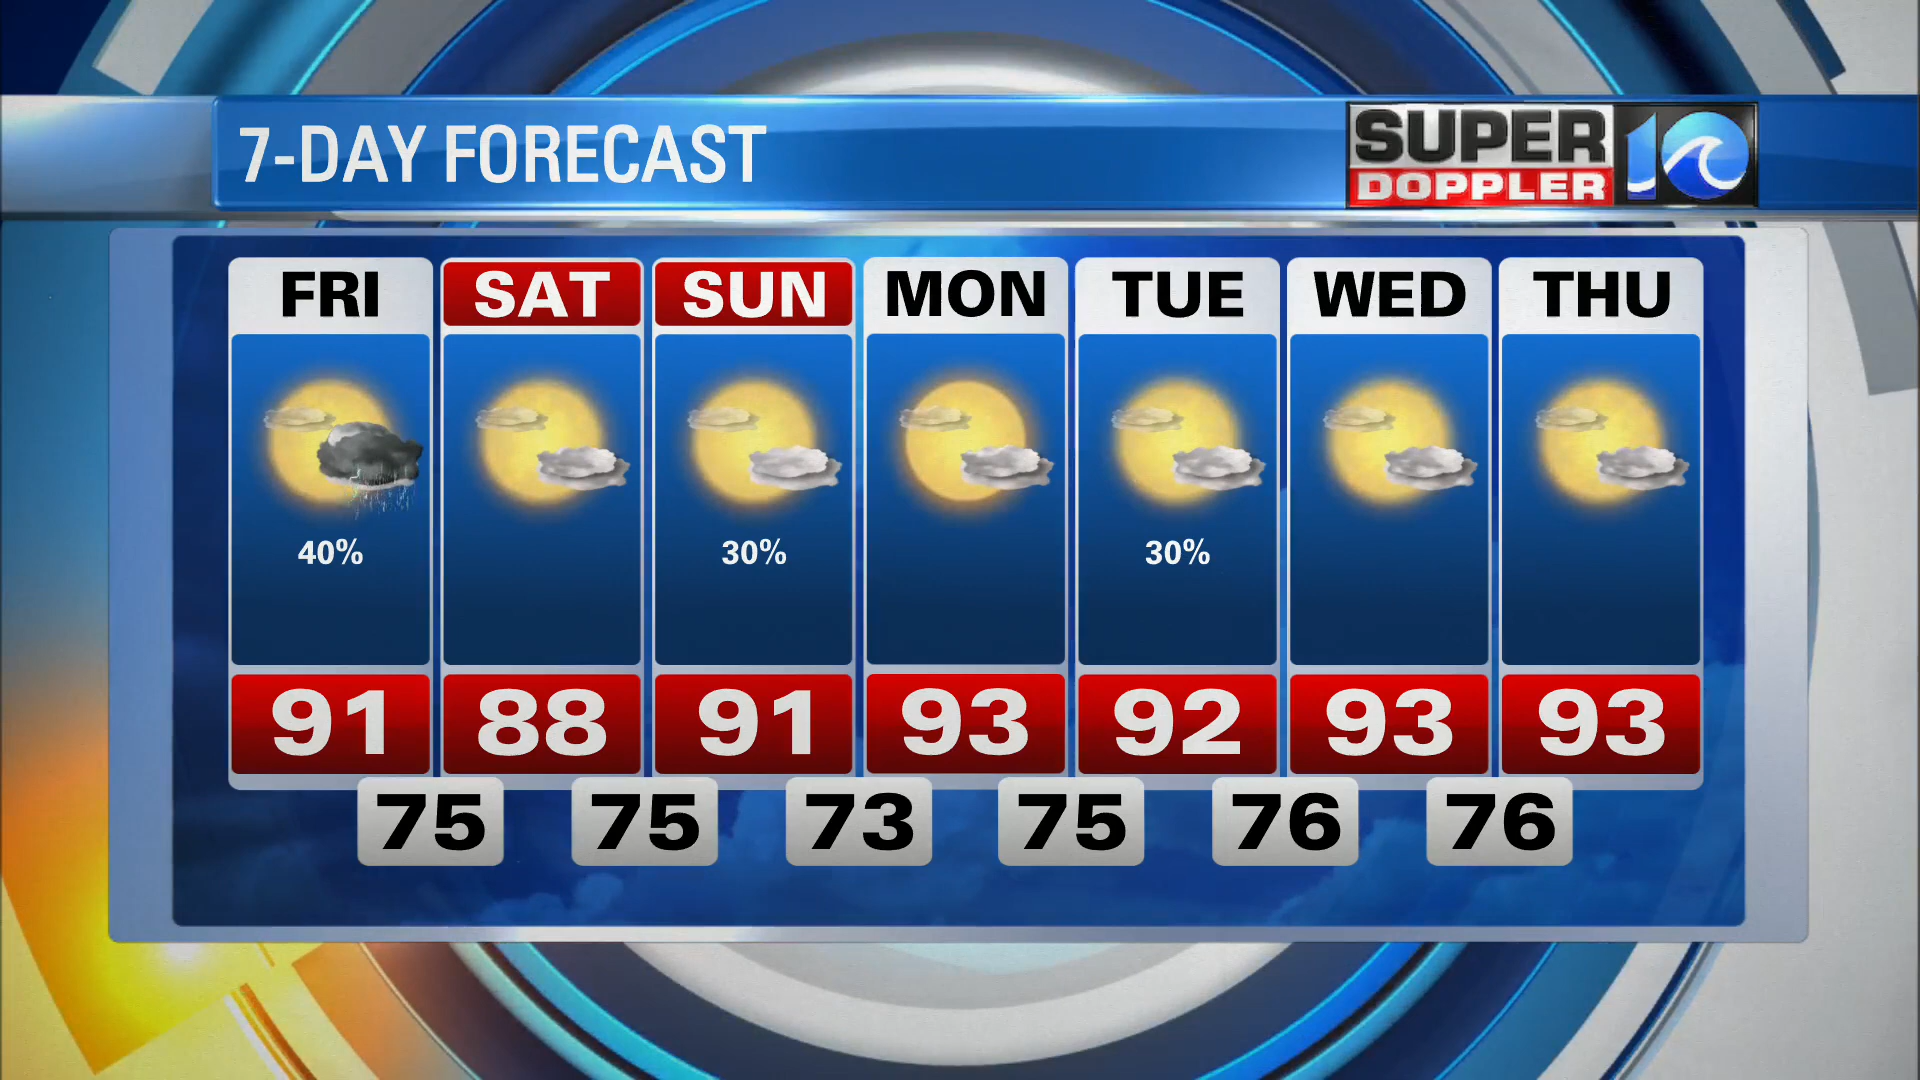 7-DAY FORECAST
SUPER
DOPPLER 10
FRI SAT SUN MON TUE WED THU
40% 30% 30%
91 88 91 93 92 93 93
75 75 73 75 76 76